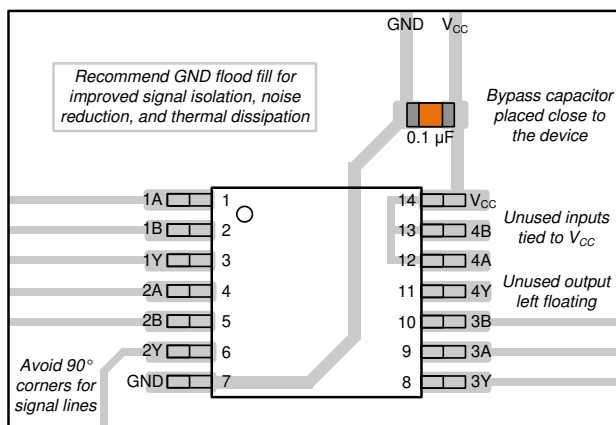 GND V_CC
Recommend GND flood fill for
improved signal isolation, noise
reduction, and thermal dissipation
Bypass capacitor
placed close to
the device
0.1 µF
1A 1 14 V_CC
1B 2 13 4B
1Y 3 12 4A
2A 4 11 4Y
2B 5 10 3B
2Y 6 9 3A
GND 7 8 3Y
Unused inputs
tied to V_CC
Unused output
left floating
Avoid 90°
corners for
signal lines